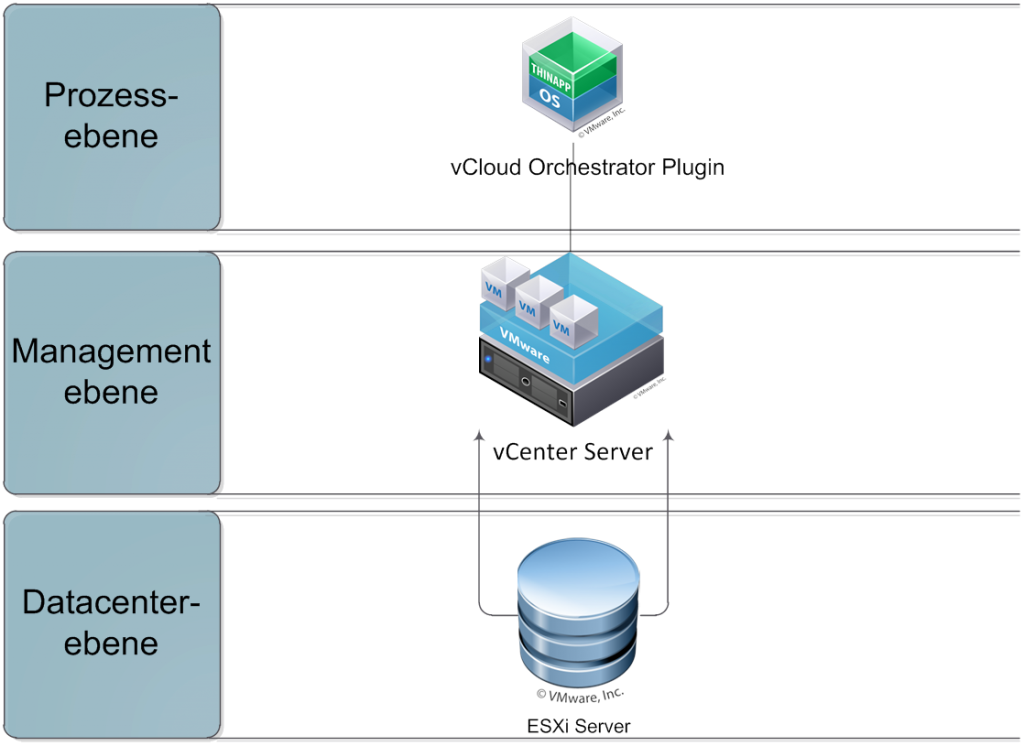 Prozess-
ebene
THINAPP
OS
© VMware, Inc.
vCloud Orchestrator Plugin
Management
ebene
VM
VM
VM
VMware
© VMware, Inc.
vCenter Server
Datacenter-
ebene
© VMware, Inc.
ESXi Server